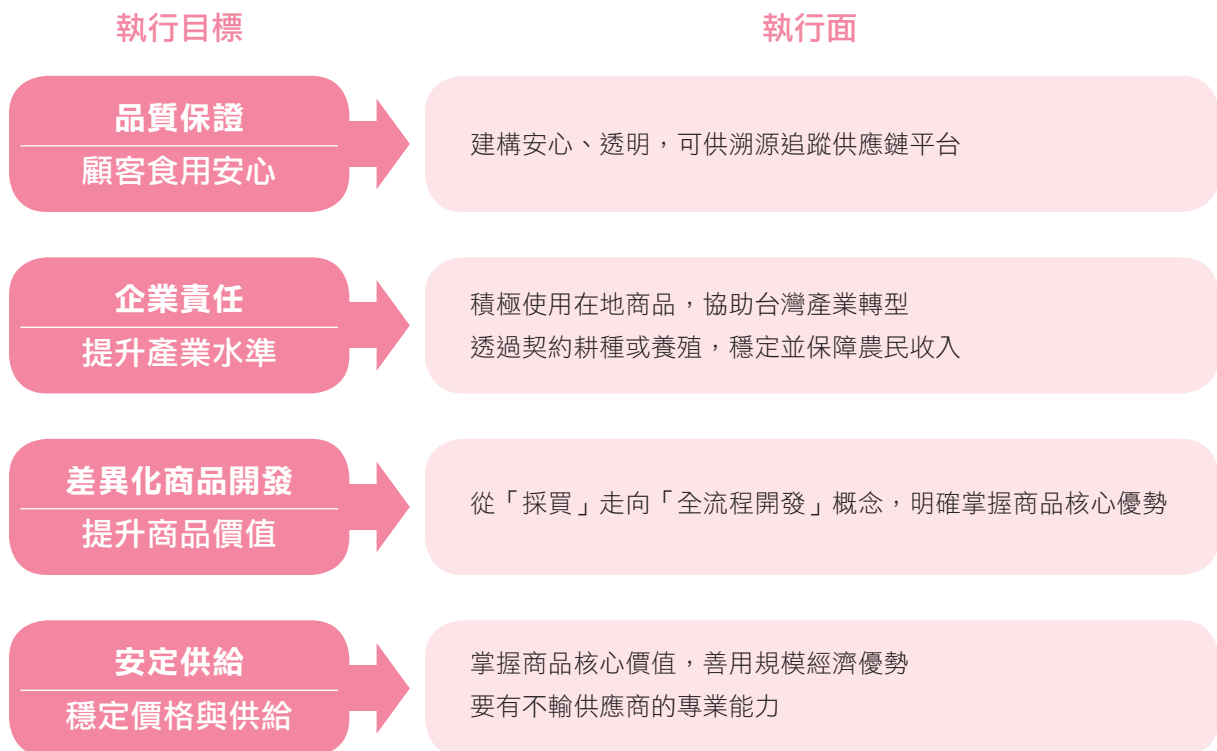 執行目標
執行面
品質保證
顧客食用安心
建構安心、透明，可供溯源追蹤供應鏈平台
企業責任
提升產業水準
積極使用在地商品，協助台灣產業轉型
透過契約耕種或養殖，穩定並保障農民收入
差異化商品開發
提升商品價值
從「採買」走向「全流程開發」概念，明確掌握商品核心優勢
安定供給
穩定價格與供給
掌握商品核心價值，善用規模經濟優勢
要有不輸供應商的專業能力